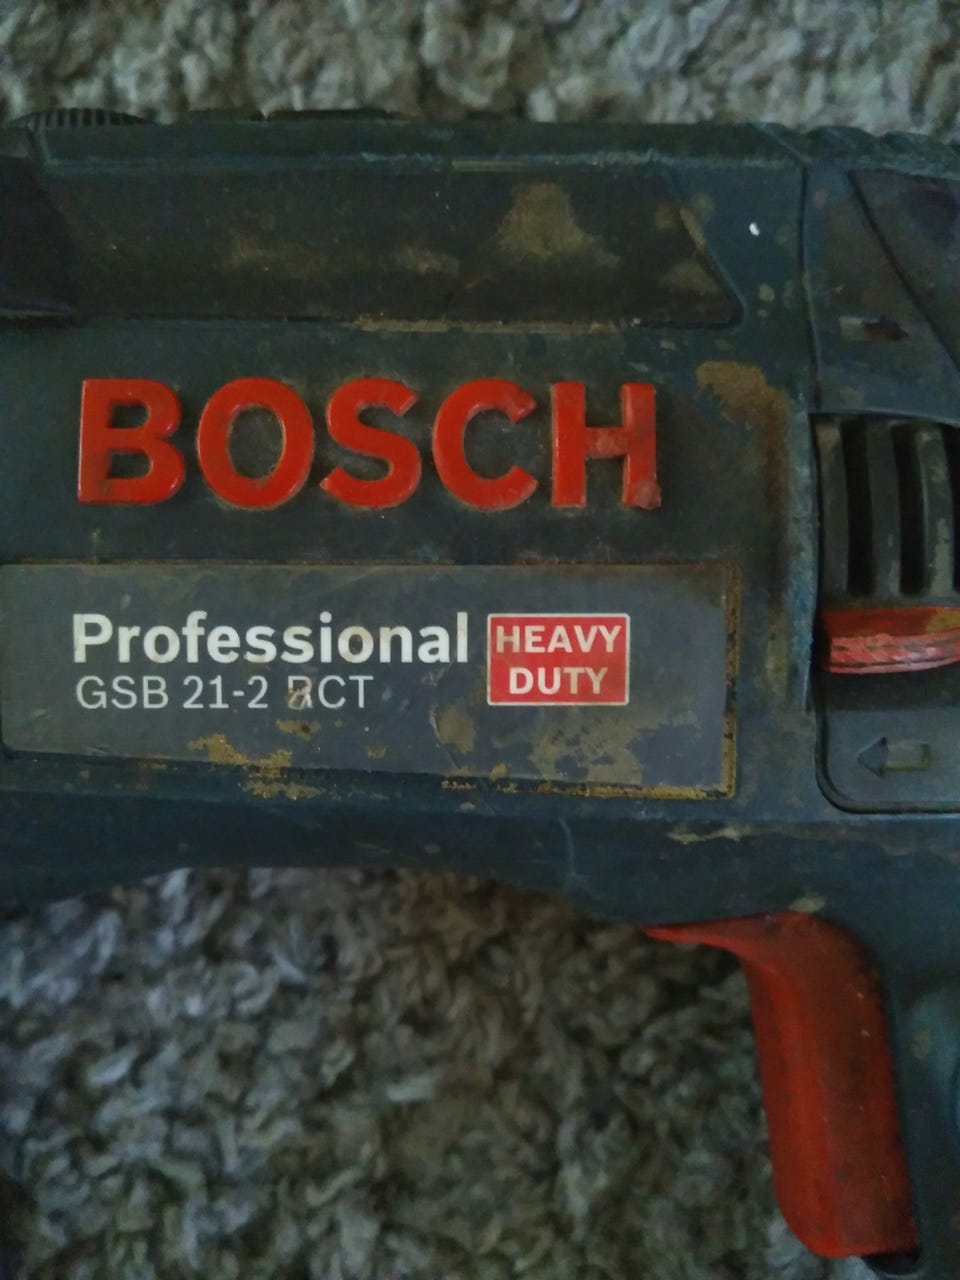 BOSCH
Professional
GSB 21-2 RCT
HEAVY
DUTY